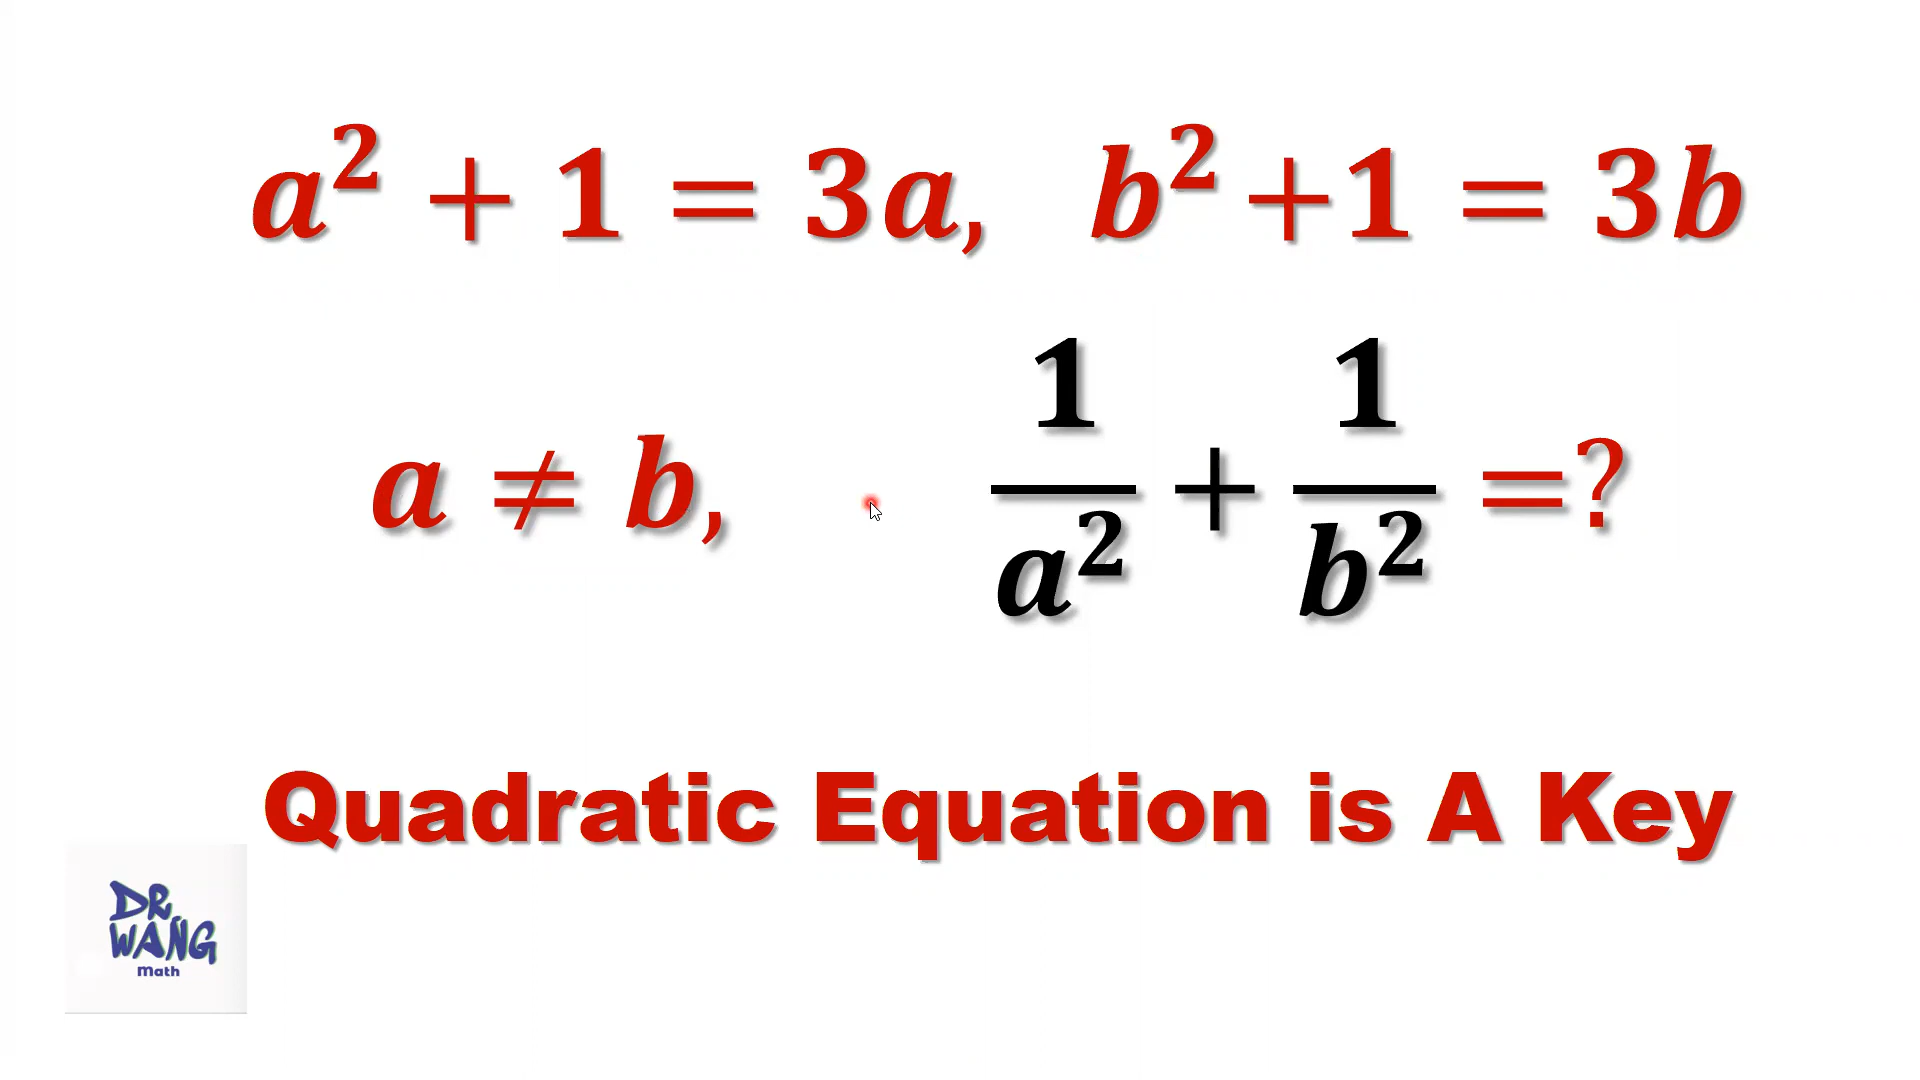 a² + 1 = 3a, b²+1 = 3b
a ≠ b, 1/a² + 1/b² =?
Quadratic Equation is A Key
DR
WANG
math